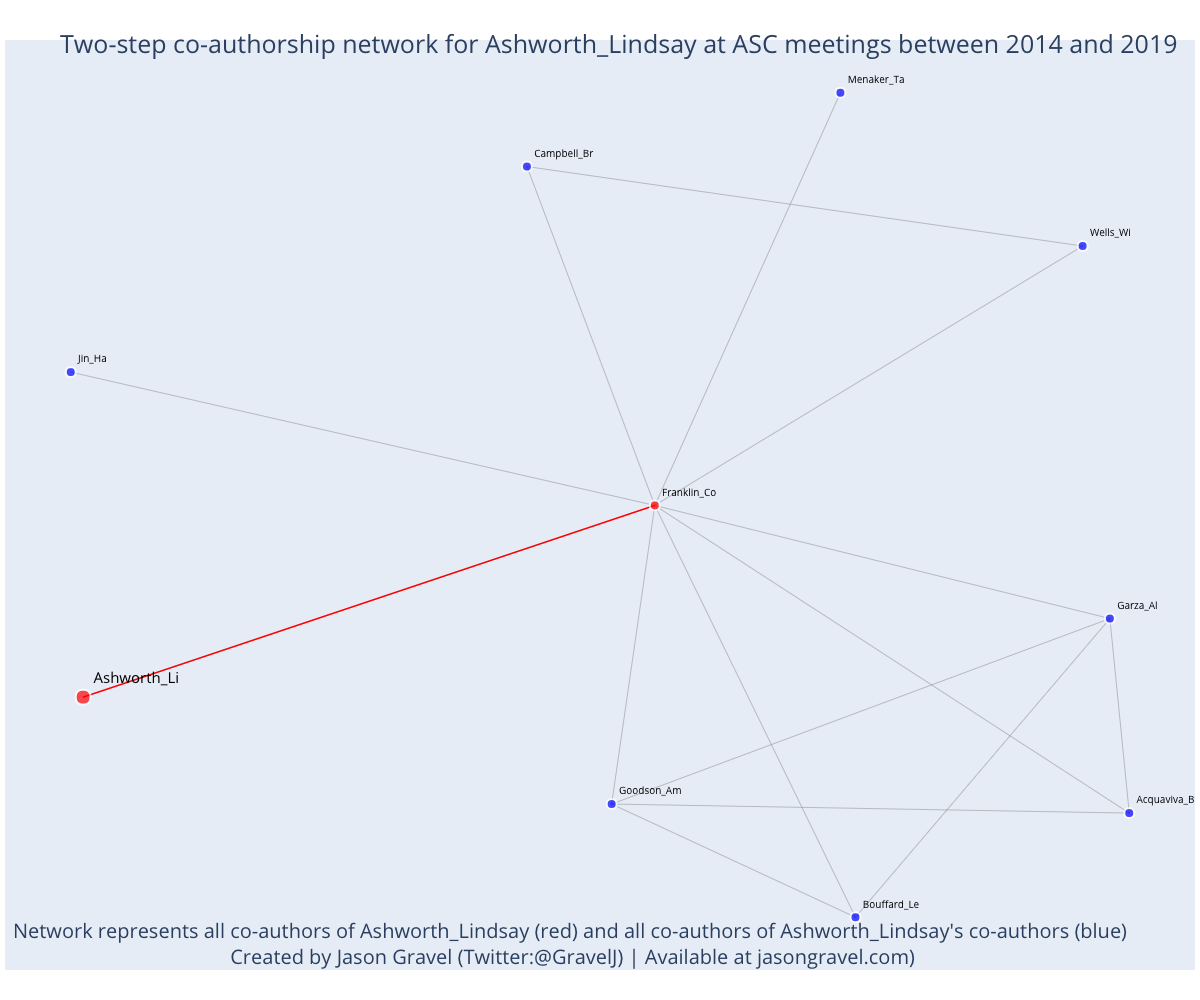 Two-step co-authorship network for Ashworth_Lindsay at ASC meetings between 2014 and 2019
Menaker_Ta
Campbell_Br
Wells_Wi
Jin_Ha
Franklin_Co
Garza_Al
Ashworth_Li
Goodson_Am
Acquaviva_B
Bouffard_Le
Network represents all co-authors of Ashworth_Lindsay (red) and all co-authors of Ashworth_Lindsay's co-authors (blue)
Created by Jason Gravel (Twitter:@GravelJ) | Available at jasongravel.com)